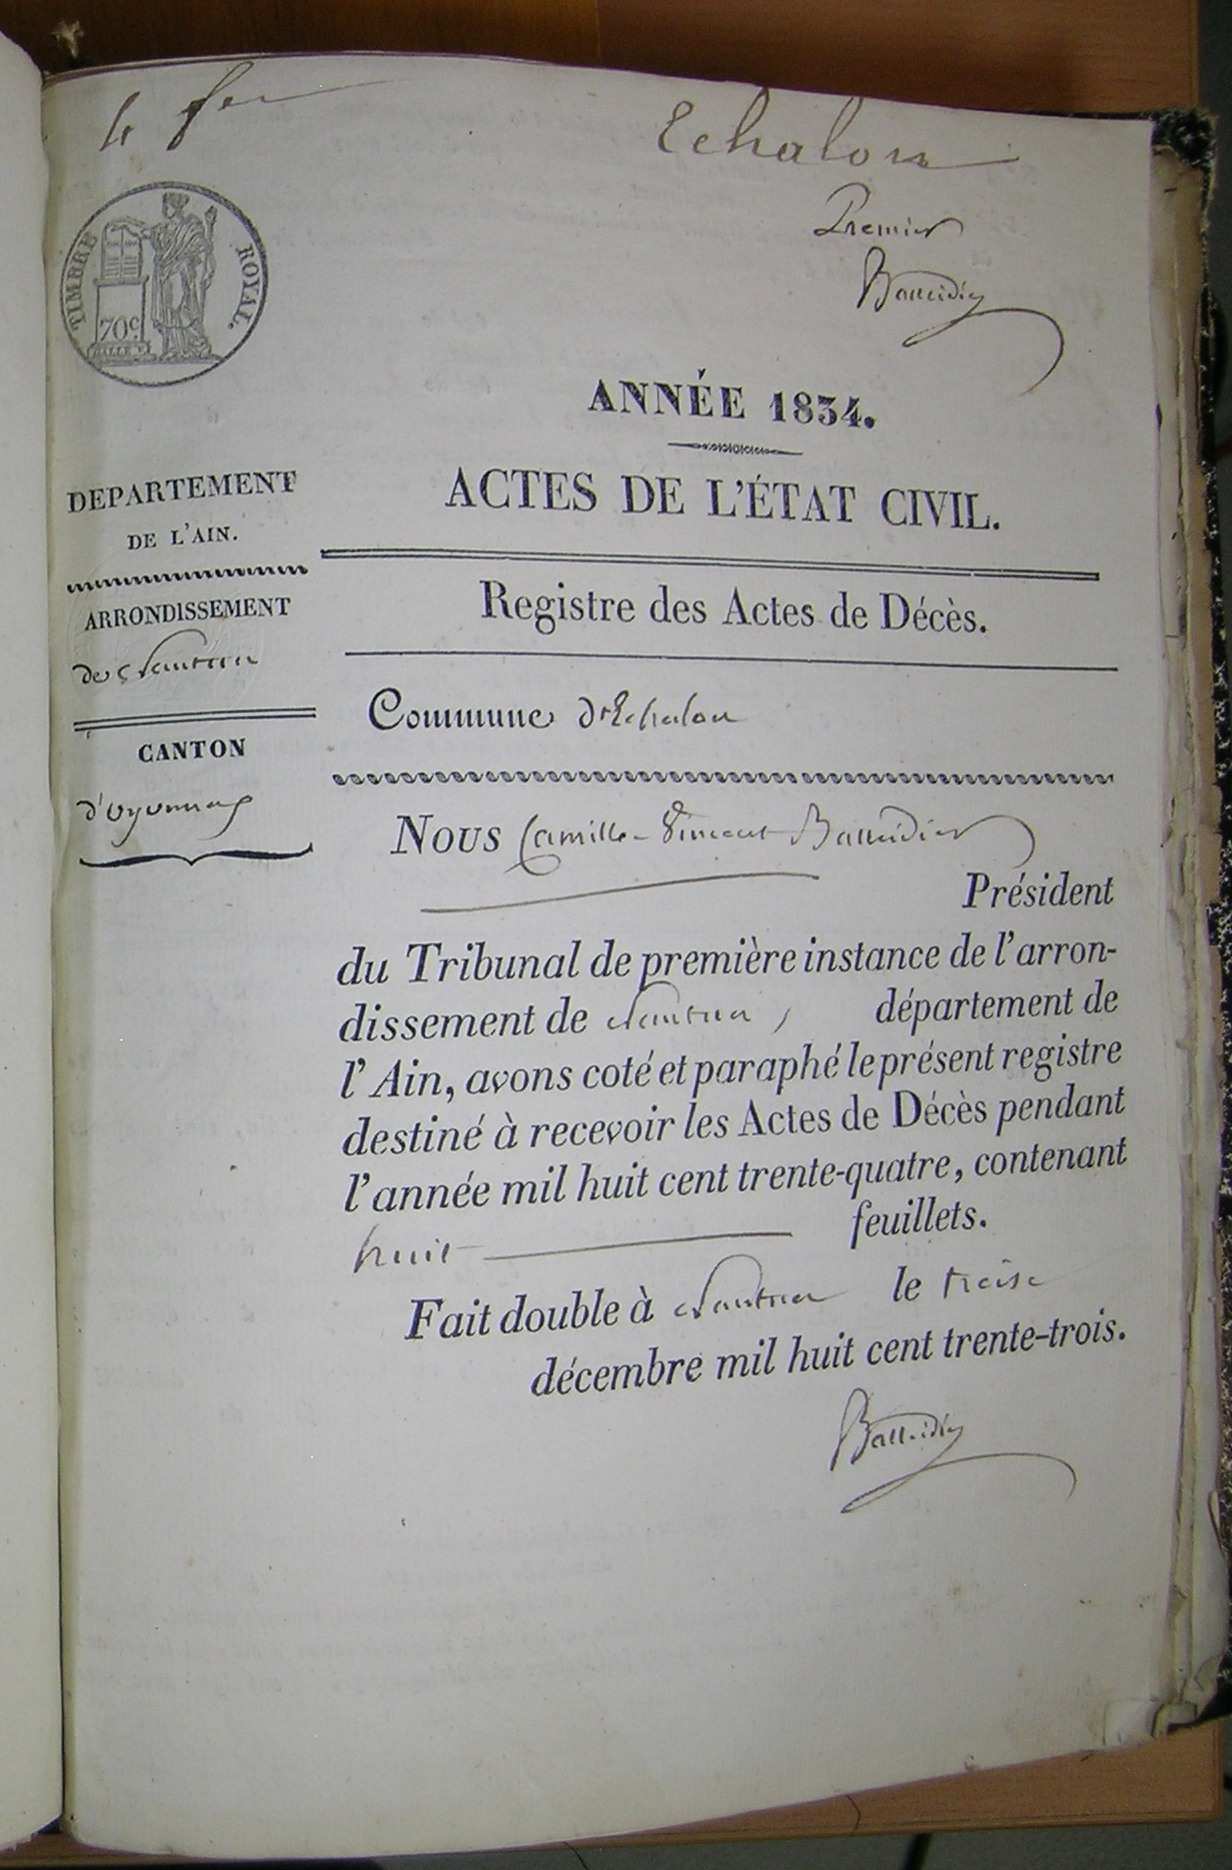 Echalon
Premier
TIMBRE ROYAL.
70c.
ANNÉE 1834.
ACTES DE L'ÉTAT CIVIL.
DEPARTEMENT
DE L'AIN.
ARRONDISSEMENT
de Nantua
CANTON
d'oyonnax
Registre des Actes de Décès.
Commune d'Echalon
Nous Camille-Vincent
Président
du Tribunal de première instance de l'arron-
dissement de Nantua, département de
l'Ain, avons coté et paraphé le présent registre
destiné à recevoir les Actes de Décès pendant
l'année mil huit cent trente-quatre, contenant
huit feuillets.
Fait double à Nantua le treise
décembre mil huit cent trente-trois.